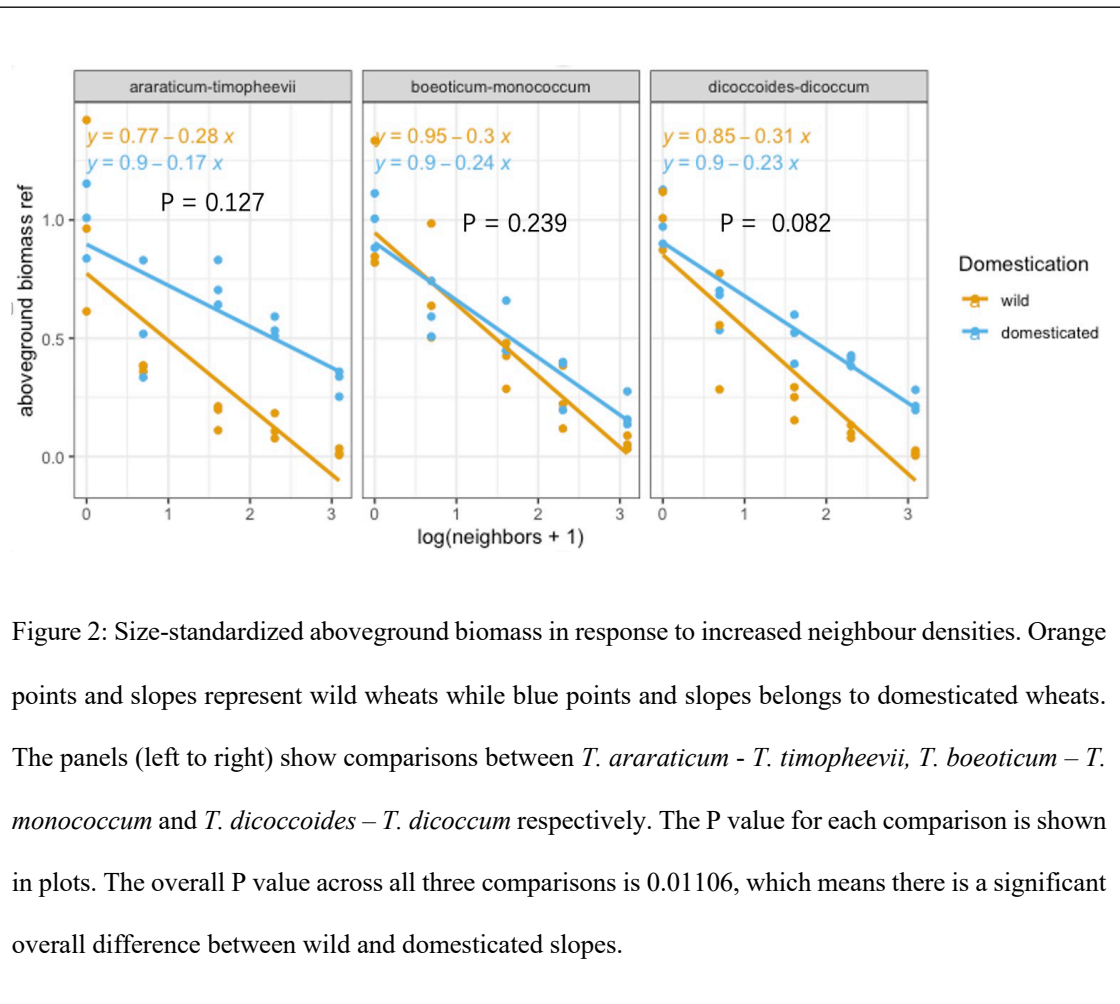 araraticum-timopheevii
boeoticum-monococcum
dicoccoides-dicoccum
y = 0.77 – 0.28 x
y = 0.9 – 0.17 x
P = 0.127
y = 0.95 – 0.3 x
y = 0.9 – 0.24 x
P = 0.239
y = 0.85 – 0.31 x
y = 0.9 – 0.23 x
P = 0.082
aboveground biomass ref
1.0
0.5
0.0
0 1 2 3
0 1 2 3
0 1 2 3
log(neighbors + 1)
Domestication
wild
domesticated
Figure 2: Size-standardized aboveground biomass in response to increased neighbour densities. Orange
points and slopes represent wild wheats while blue points and slopes belongs to domesticated wheats.
The panels (left to right) show comparisons between T. araraticum - T. timopheevii, T. boeoticum – T.
monococcum and T. dicoccoides – T. dicoccum respectively. The P value for each comparison is shown
in plots. The overall P value across all three comparisons is 0.01106, which means there is a significant
overall difference between wild and domesticated slopes.